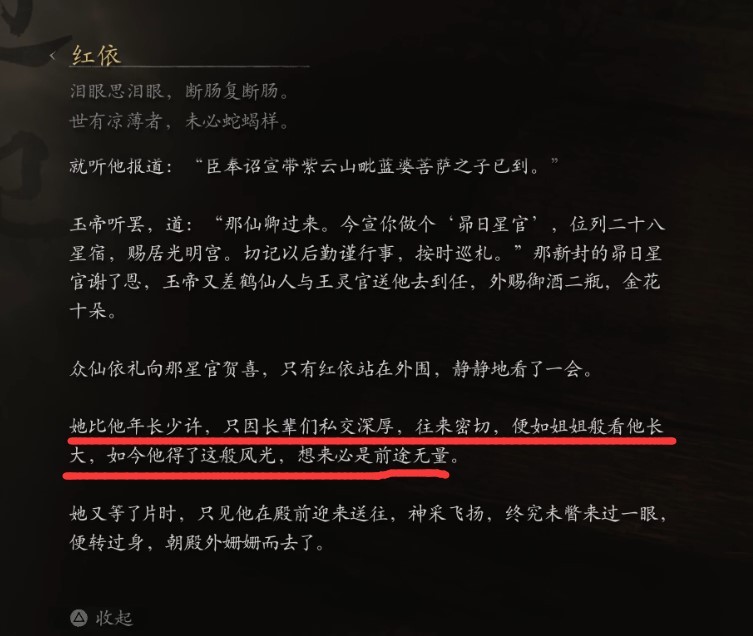 红依
泪眼思泪眼，断肠复断肠。
世有凉薄者，未必蛇蝎样。
就听他报道：“臣奉诏宣带紫云山毗蓝婆菩萨之子已到。”
玉帝听罢，道：“那仙卿过来。今宣你做个‘昴日星官’，位列二十八
星宿，赐居光明宫。切记以后勤谨行事，按时巡札。”那新封的昴日星
官谢了恩，玉帝又差鹤仙人与王灵官送他去到任，外赐御酒二瓶，金花
十朵。
众仙依礼向那星官贺喜，只有红依站在外围，静静地看了一会。
她比他年长少许，只因长辈们私交深厚，往来密切，便如姐姐般看他长
大，如今他得了这般风光，想来必是前途无量。
她又等了片时，只见他在殿前迎来送往，神采飞扬，终究未瞥来过一眼，
便转过身，朝殿外姗姗而去了。
收起